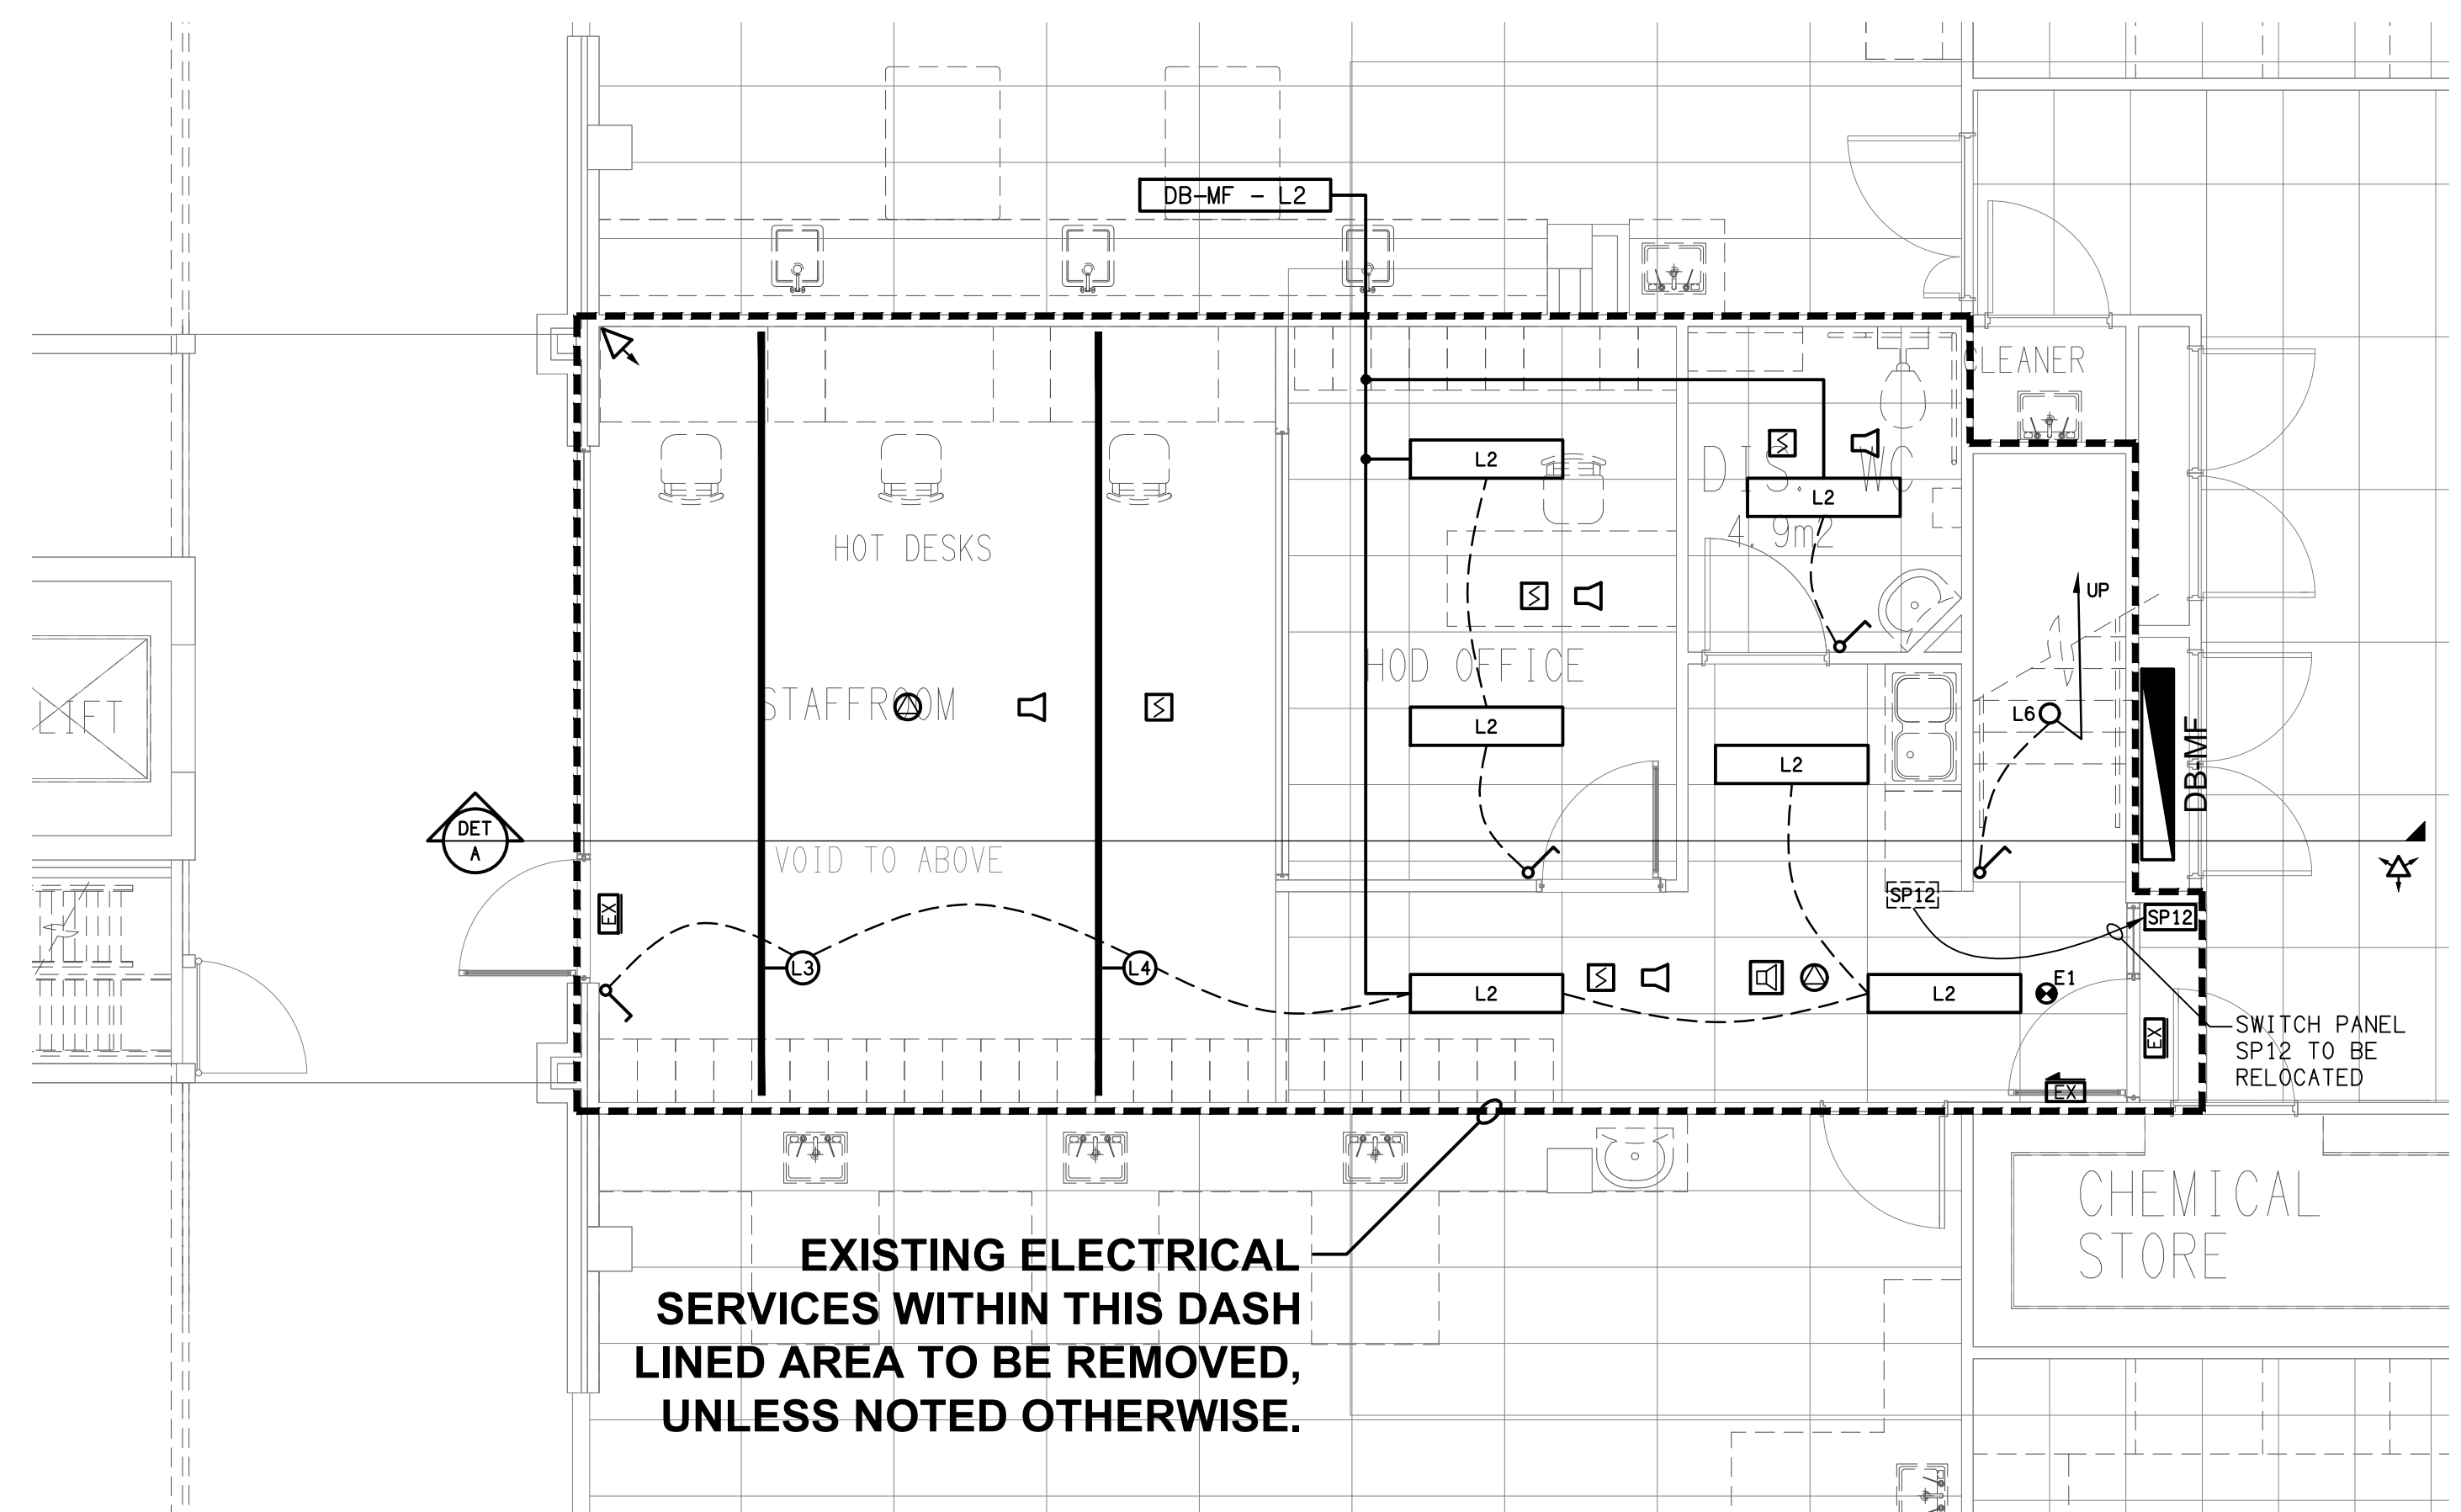 DB-MF - L2
CLEANER
L2
DIS. WC
L2
4.9m2
HOT DESKS
UP
HOD OFFICE
STAFFROOM
LIFT
L2
L6
DB-MF
L2
DET
A
VOID TO ABOVE
EX
SP12
SP12
L3
L4
L2
L2
E1
EX
SWITCH PANEL
SP12 TO BE
RELOCATED
EX
CHEMICAL
STORE
EXISTING ELECTRICAL
SERVICES WITHIN THIS DASH
LINED AREA TO BE REMOVED,
UNLESS NOTED OTHERWISE.